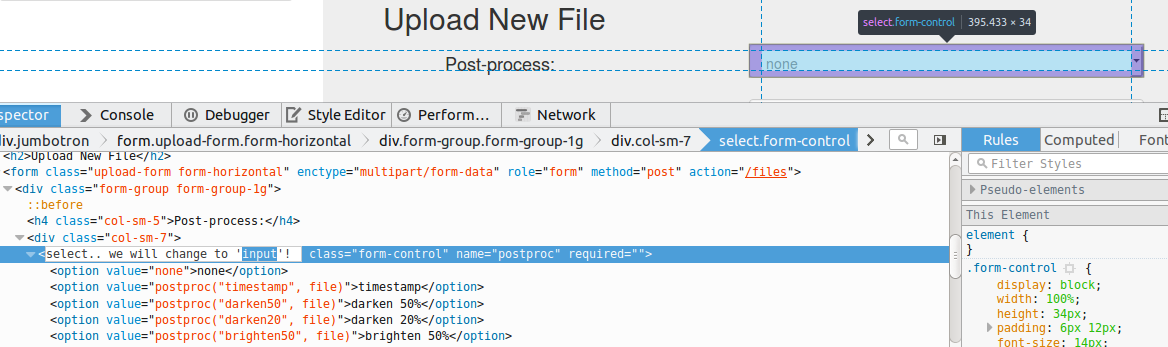 Upload New File
select.form-control | 395.433 × 34
Post-process:
none
spector Console Debugger Style Editor Perform… Network
div.jumbotron form.upload-form.form-horizontal div.form-group.form-group-1g div.col-sm-7 select.form-control Rules Computed Font
<h2>Upload New File</h2>
<form class="upload-form form-horizontal" enctype="multipart/form-data" role="form" method="post" action="/files">
<div class="form-group form-group-1g">
::before
<h4 class="col-sm-5">Post-process:</h4>
<div class="col-sm-7">
<select.. we will change to 'input'! class="form-control" name="postproc" required="">
<option value="none">none</option>
<option value="postproc("timestamp", file)">timestamp</option>
<option value="postproc("darken50", file)">darken 50%</option>
<option value="postproc("darken20", file)">darken 20%</option>
<option value="postproc("brighten50", file)">brighten 50%</option>
Filter Styles
Pseudo-elements
This Element
element {
}
.form-control {
display: block;
width: 100%;
height: 34px;
padding: 6px 12px;
font-size: 14px;